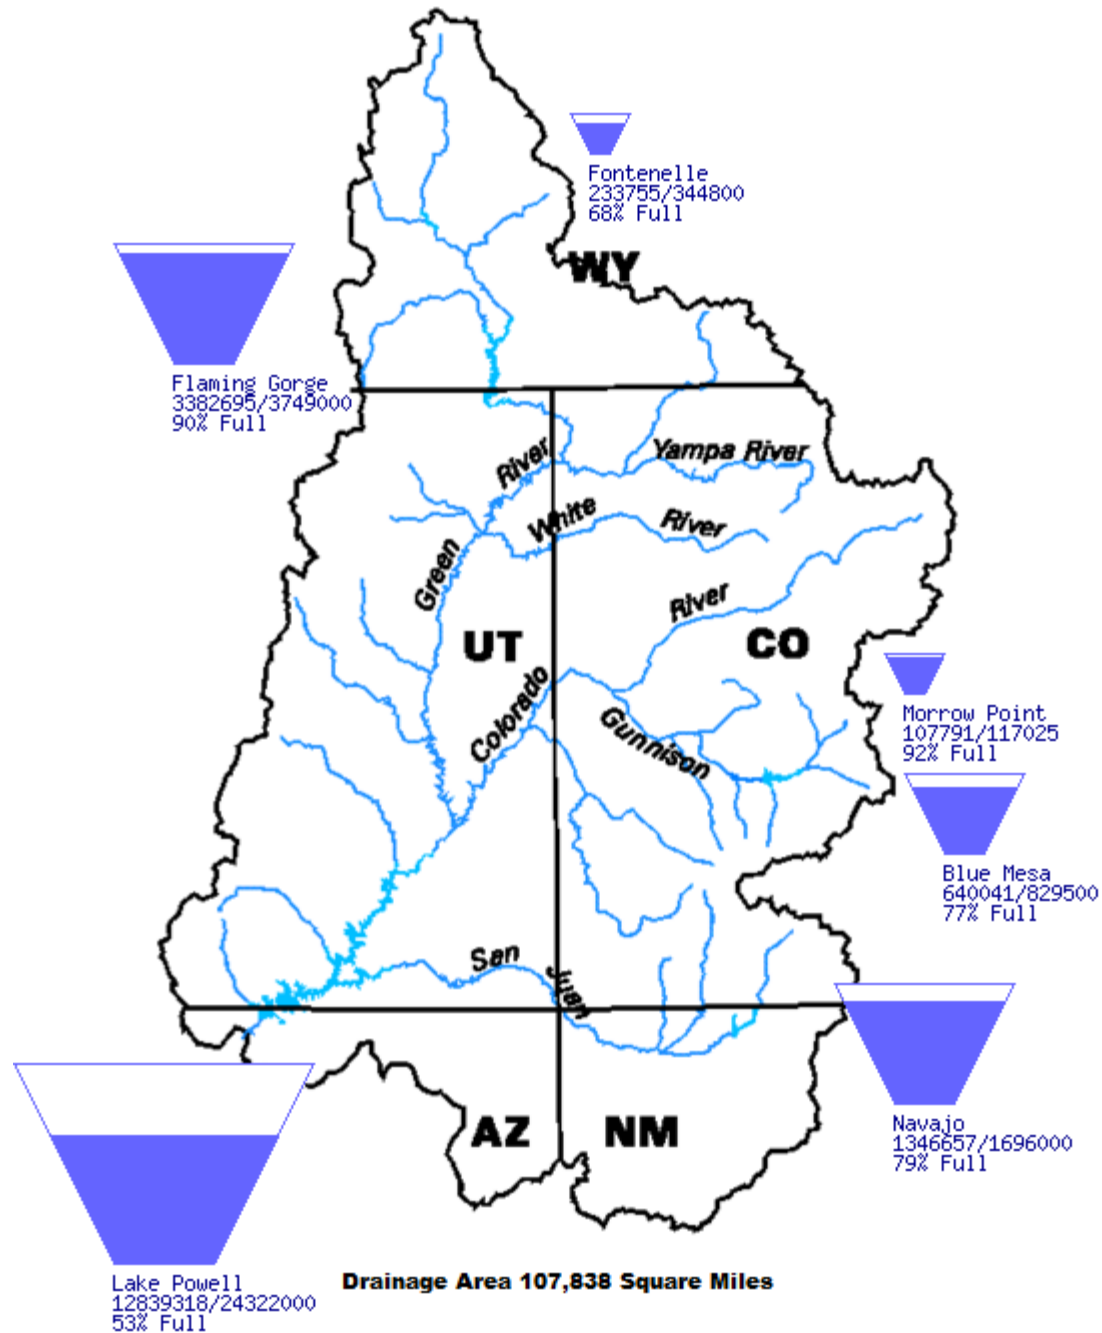 Fontenelle
233755/344800
68% Full
WY
Flaming Gorge
3382695/3749000
90% Full
Yampa River
River
White
River
Green
River
UT
CO
Colorado
Gunnison
Morrow Point
107791/117025
92% Full
Blue Mesa
640041/829500
77% Full
San
Juan
Navajo
1346657/1696000
79% Full
AZ
NM
Lake Powell
12839318/24322000
53% Full
Drainage Area 107,838 Square Miles